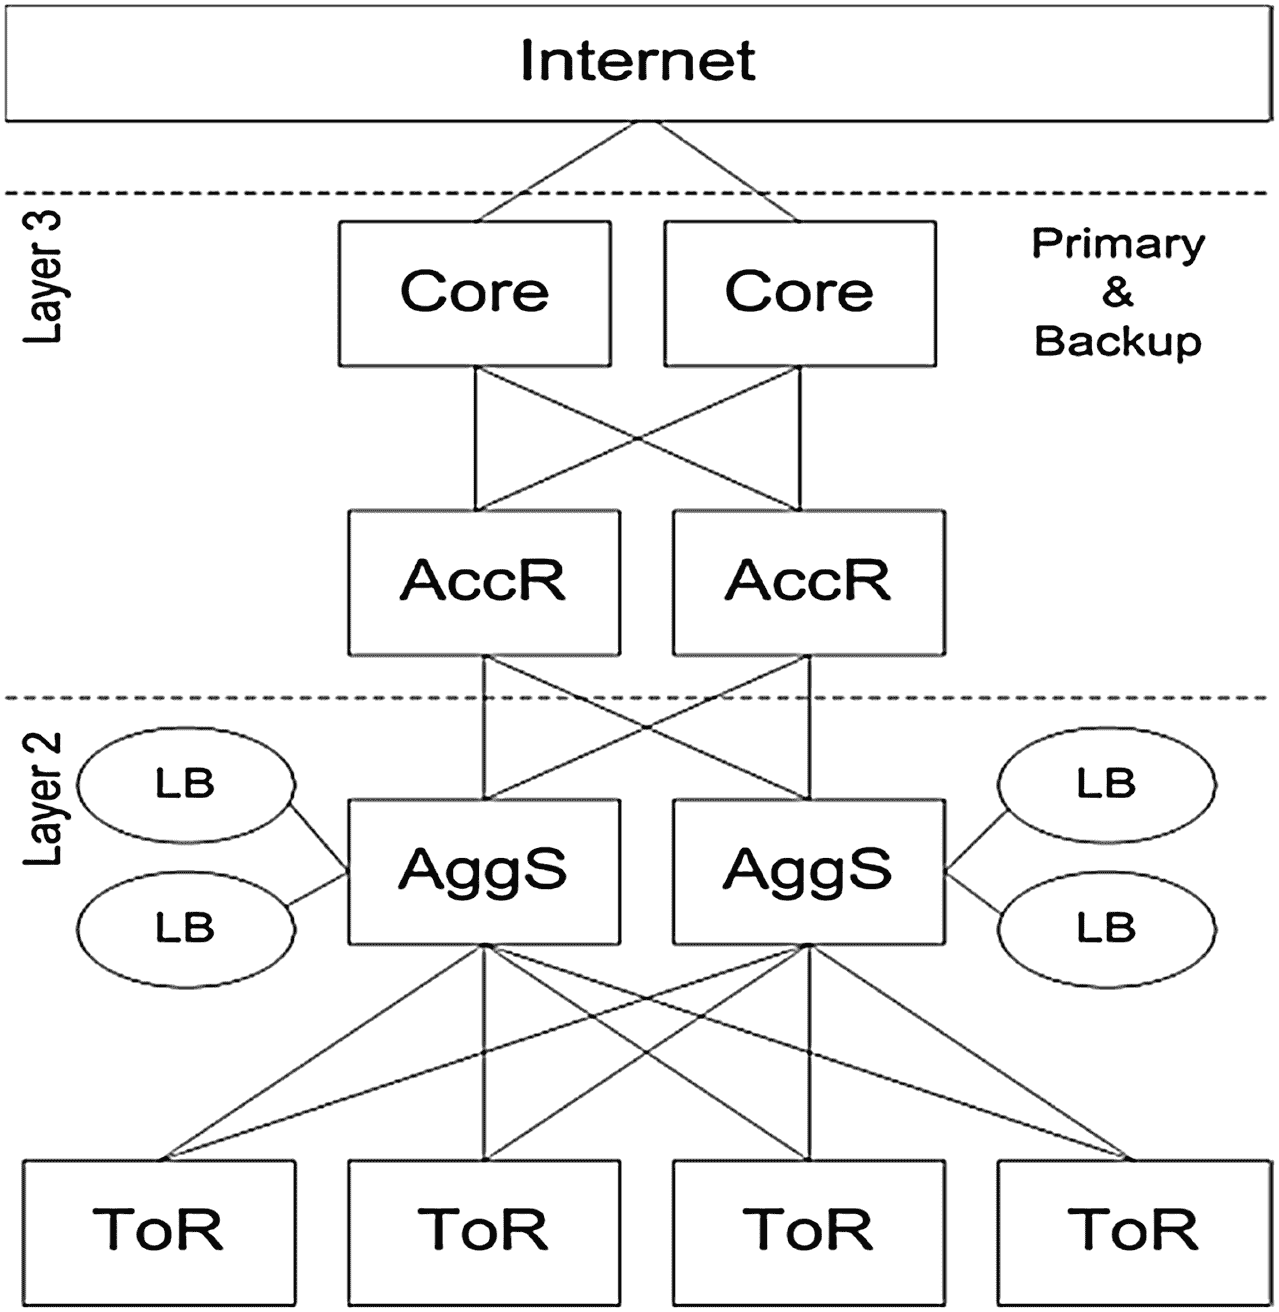 Internet
Layer 3
Core
Core
Primary
&
Backup
AccR
AccR
Layer 2
LB
LB
AggS
AggS
LB
LB
ToR
ToR
ToR
ToR